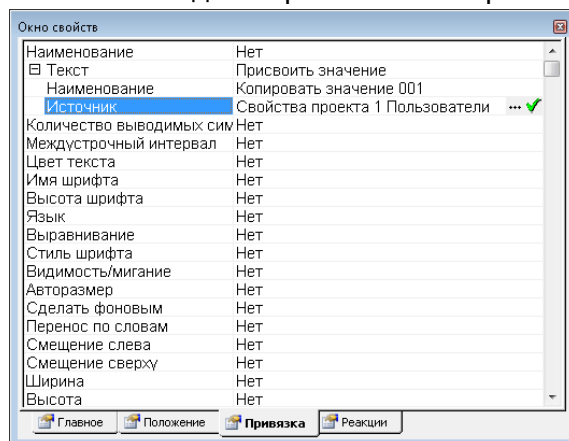 Окно свойств
Наименование Нет
Текст Присвоить значение
Наименование Копировать значение 001
Источник Свойства проекта 1 Пользователи ...
Количество выводимых сим Нет
Междустрочный интервал Нет
Цвет текста Нет
Имя шрифта Нет
Высота шрифта Нет
Язык Нет
Выравнивание Нет
Стиль шрифта Нет
Видимость/мигание Нет
Авторазмер Нет
Сделать фоновым Нет
Перенос по словам Нет
Смещение слева Нет
Смещение сверху Нет
Ширина Нет
Высота Нет
Главное Положение Привязка Реакции